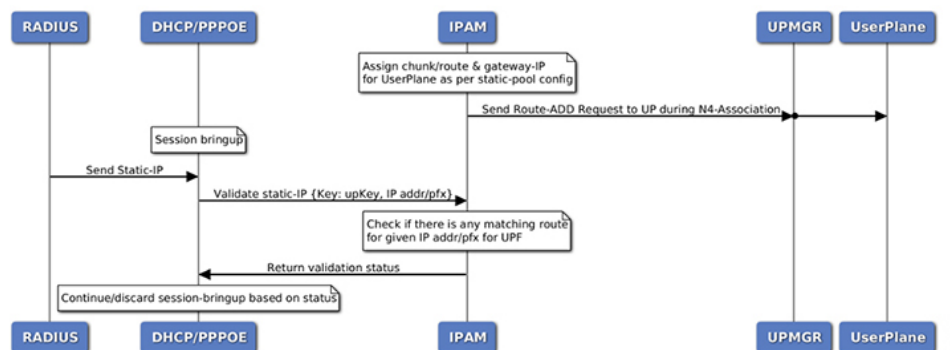 RADIUS
DHCP/PPPOE
IPAM
UPMGR
UserPlane
Assign chunk/route & gateway-IP
for UserPlane as per static-pool config
Send Route-ADD Request to UP during N4-Association
Session bringup
Send Static-IP
Validate static-IP {Key: upKey, IP addr/pfx}
Check if there is any matching route
for given IP addr/pfx for UPF
Return validation status
Continue/discard session-bringup based on status
RADIUS
DHCP/PPPOE
IPAM
UPMGR
UserPlane